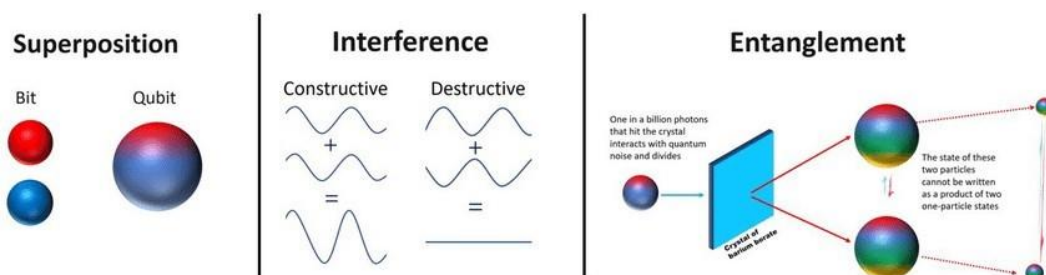 Superposition
Bit
Qubit
Interference
Constructive
Destructive
+
+
=
=
Entanglement
One in a billion photons
that hit the crystal
interacts with quantum
noise and divides
Crystal of
barium borate
The state of these
two particles
cannot be written
as a product of two
one-particle states